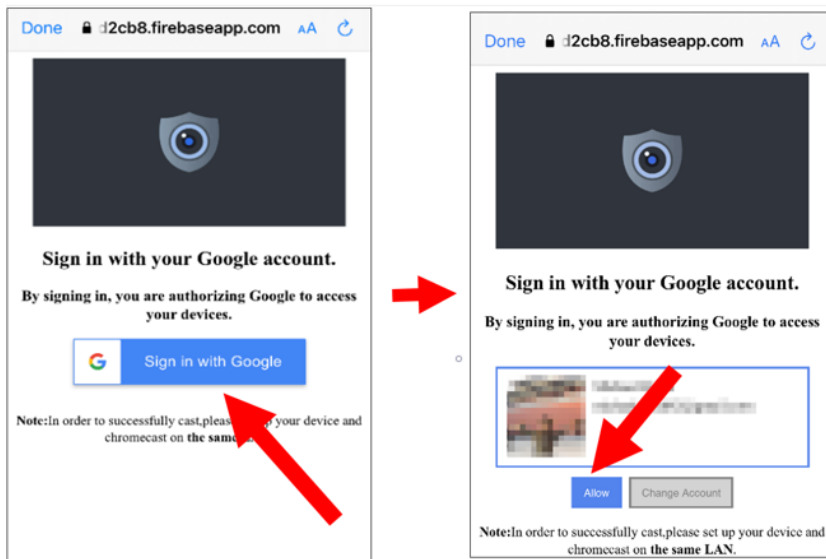 Done d2cb8.firebaseapp.com AA
Sign in with your Google account.
By signing in, you are authorizing Google to access
your devices.
G Sign in with Google
Note:In order to successfully cast,please up your device and
chromecast on the same
Done d2cb8.firebaseapp.com AA
Sign in with your Google account.
By signing in, you are authorizing Google to access
your devices.
Allow Change Account
Note:In order to successfully cast,please set up your device and
chromecast on the same LAN.